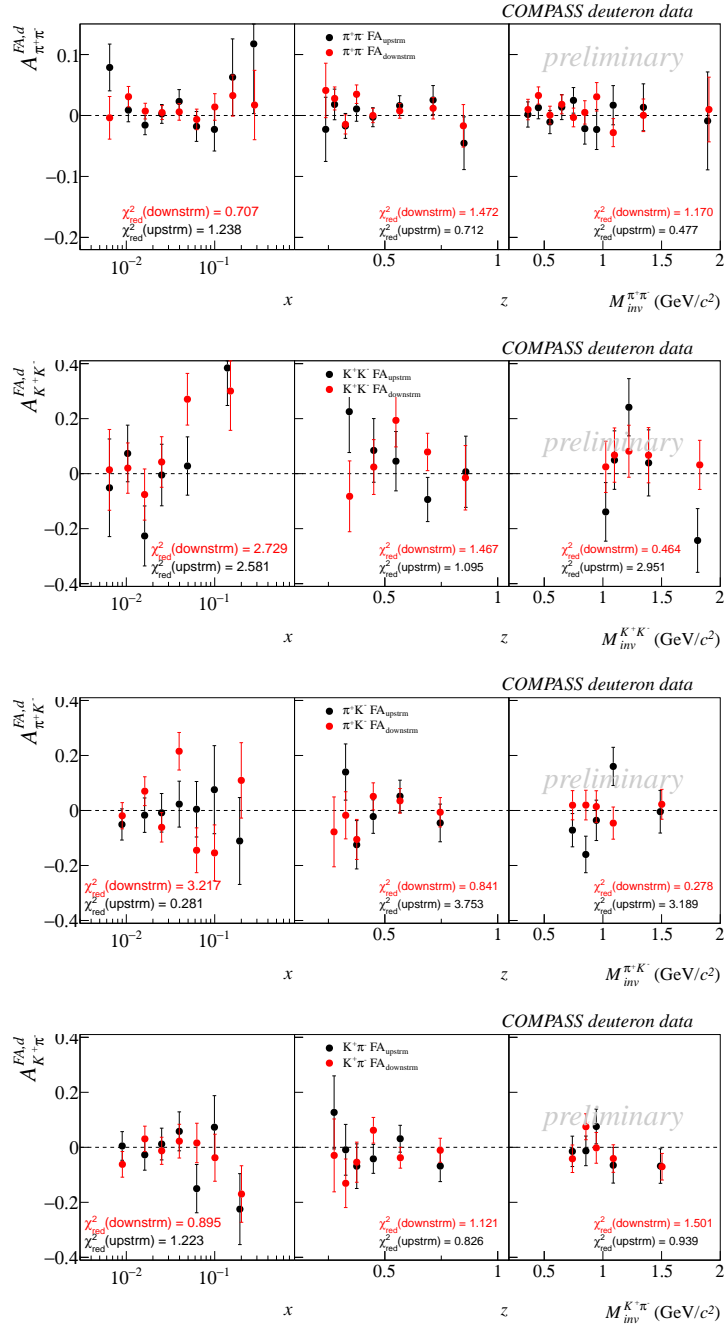 COMPASS deuteron data
A^{FA,d}_{π⁺π⁻}
π⁺π⁻ FA_upstrm
π⁺π⁻ FA_downstrm
preliminary
0.1
0
−0.1
−0.2
χ²_red(downstrm) = 0.707
χ²_red(upstrm) = 1.238
χ²_red(downstrm) = 1.472
χ²_red(upstrm) = 0.712
χ²_red(downstrm) = 1.170
χ²_red(upstrm) = 0.477
10⁻² 10⁻¹ 0.5 1 0.5 1 1.5 2
x z M_inv^{π⁺π⁻} (GeV/c²)
COMPASS deuteron data
A^{FA,d}_{K⁺K⁻}
K⁺K⁻ FA_upstrm
K⁺K⁻ FA_downstrm
preliminary
0.4
0.2
0
−0.2
−0.4
χ²_red(downstrm) = 2.729
χ²_red(upstrm) = 2.581
χ²_red(downstrm) = 1.467
χ²_red(upstrm) = 1.095
χ²_red(downstrm) = 0.464
χ²_red(upstrm) = 2.951
10⁻² 10⁻¹ 0.5 1 0.5 1 1.5 2
x z M_inv^{K⁺K⁻} (GeV/c²)
COMPASS deuteron data
A^{FA,d}_{π⁺K⁻}
π⁺K⁻ FA_upstrm
π⁺K⁻ FA_downstrm
preliminary
0.4
0.2
0
−0.2
−0.4
χ²_red(downstrm) = 3.217
χ²_red(upstrm) = 0.281
χ²_red(downstrm) = 0.841
χ²_red(upstrm) = 3.753
χ²_red(downstrm) = 0.278
χ²_red(upstrm) = 3.189
10⁻² 10⁻¹ 0.5 1 0.5 1 1.5 2
x z M_inv^{π⁺K⁻} (GeV/c²)
COMPASS deuteron data
A^{FA,d}_{K⁺π⁻}
K⁺π⁻ FA_upstrm
K⁺π⁻ FA_downstrm
preliminary
0.4
0.2
0
−0.2
−0.4
χ²_red(downstrm) = 0.895
χ²_red(upstrm) = 1.223
χ²_red(downstrm) = 1.121
χ²_red(upstrm) = 0.826
χ²_red(downstrm) = 1.501
χ²_red(upstrm) = 0.939
10⁻² 10⁻¹ 0.5 1 0.5 1 1.5 2
x z M_inv^{K⁺π⁻} (GeV/c²)